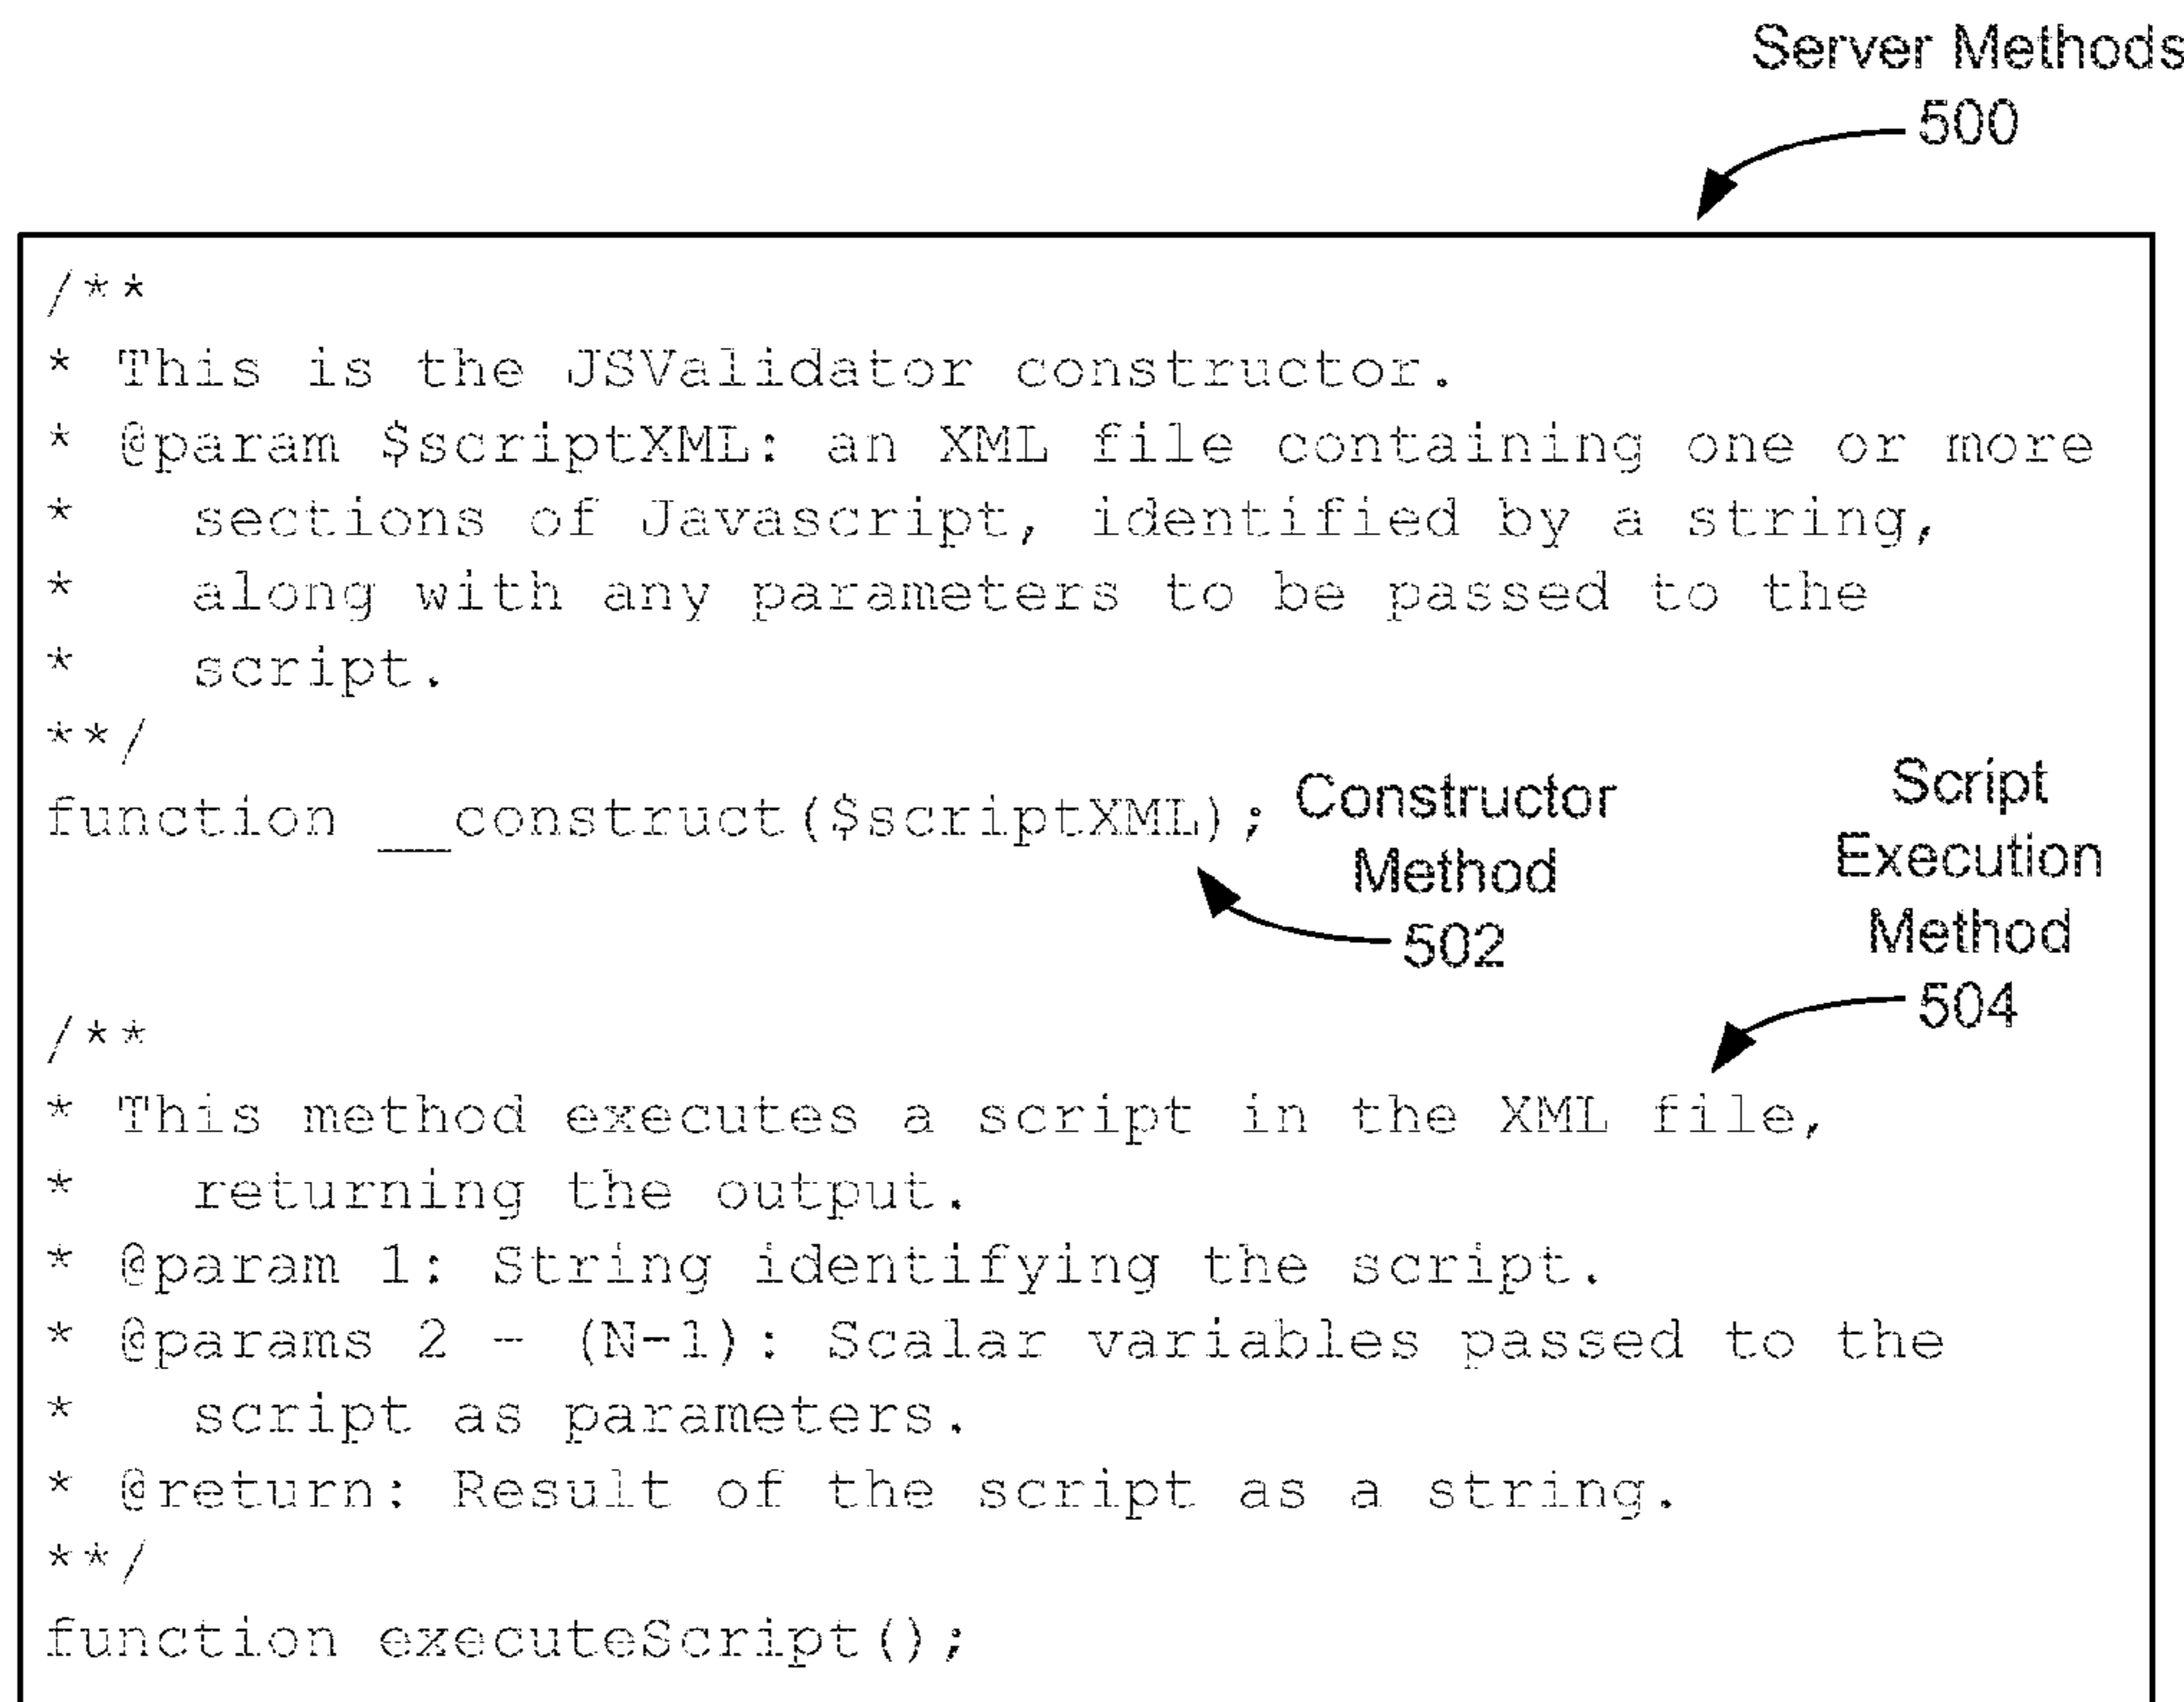 Server Methods
500
/**
* This is the JSValidator constructor.
* @param $scriptXML: an XML file containing one or more
*   sections of Javascript, identified by a string,
*   along with any parameters to be passed to the
*   script.
**/
function __construct($scriptXML);
Constructor
Method
502
Script
Execution
Method
504
/**
* This method executes a script in the XML file,
*   returning the output.
* @param 1: String identifying the script.
* @params 2 - (N-1): Scalar variables passed to the
*   script as parameters.
* @return: Result of the script as a string.
**/
function executeScript();